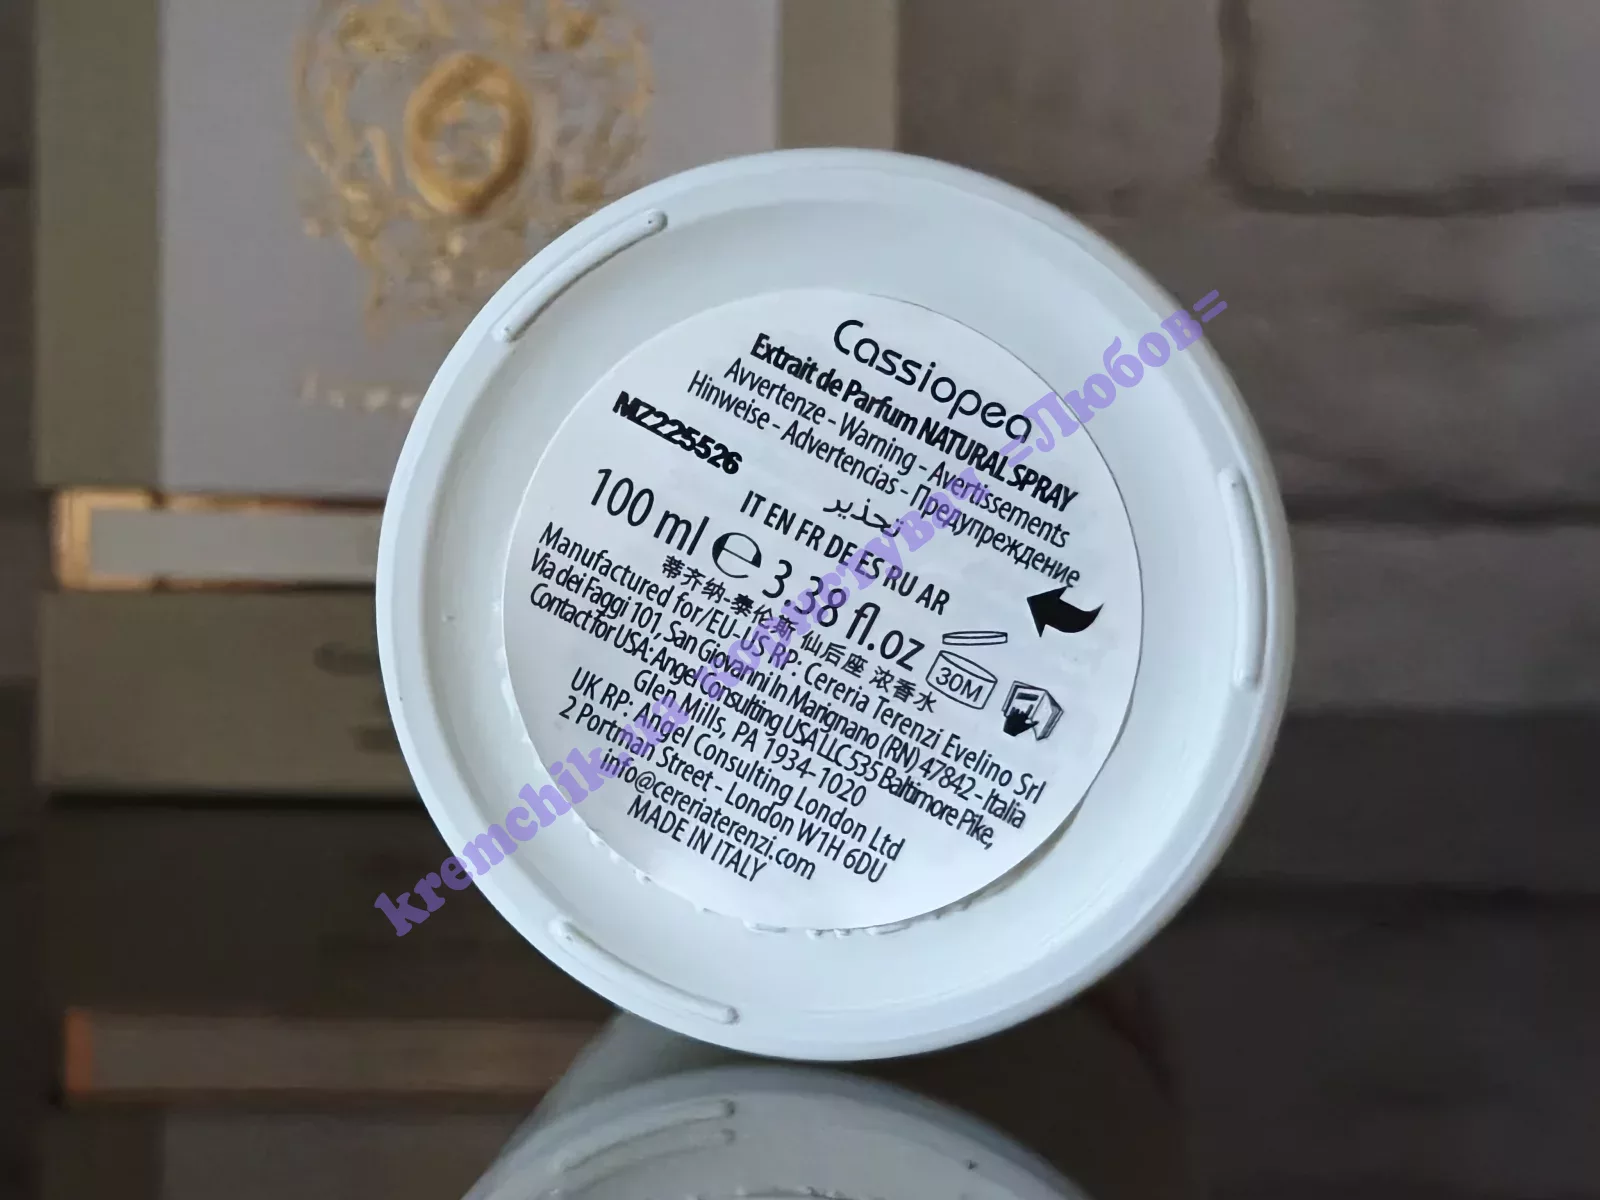 Cassiopea
Extrait de Parfum NATURAL SPRAY
Avvertenze - Warning - Avertissements
Hinweise - Advertencias - Предупреждение
تحذير
MZ225526
IT EN FR DE ES RU AR
100 ml ℮ 3.38 fl.oz
30M
蒂齐纳-泰伦斯 仙后座 浓香水
Manufactured for/EU-US RP: Cereria Terenzi Evelino Srl
Via dei Faggi 101, San Giovanni in Marignano (RN) 47842 - Italia
Contact for USA: Angel Consulting USA LLC 535 Baltimore Pike,
Glen Mills, PA 1934-1020
UK RP: Angel Consulting London Ltd
2 Portman Street - London W1H 6DU
info@cereriaterenzi.com
MADE IN ITALY
kremchik.ua =Любов=